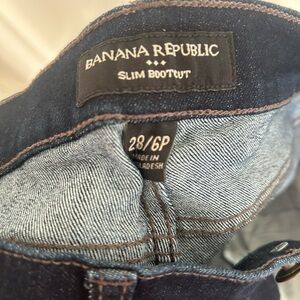 BANANA REPUBLIC
SLIM BOOTCUT
28/6P
MADE IN